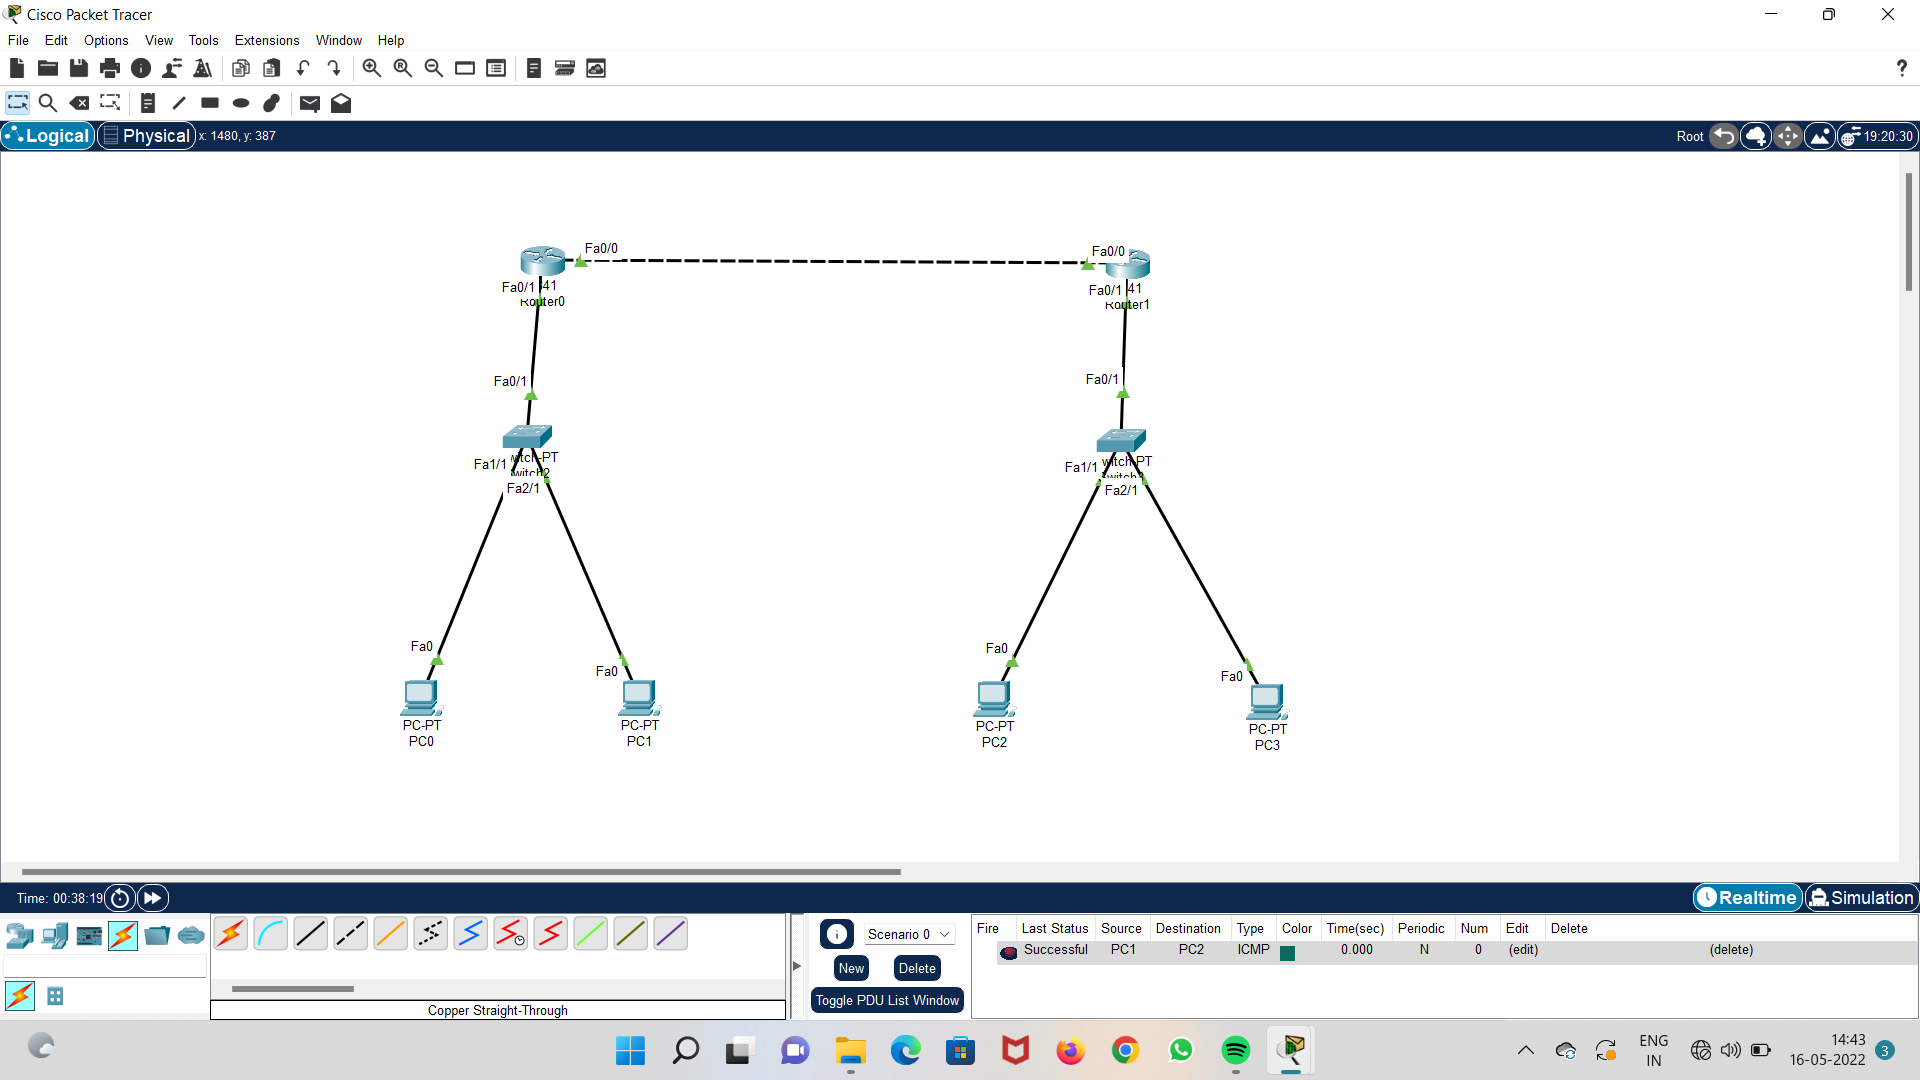 Cisco Packet Tracer
File Edit Options View Tools Extensions Window Help
Logical Physical x: 1480, y: 387 Root 19:20:30
Fa0/0 Fa0/0
Fa0/1 41 Fa0/1 41
Router0 Router1
Fa0/1 Fa0/1
Fa1/1 witch-PT Fa1/1 witch-PT
witch2
Fa2/1 Fa2/1
Fa0 Fa0
Fa0 Fa0
PC-PT PC-PT PC-PT PC-PT
PC0 PC1 PC2 PC3
Time: 00:38:19 Realtime Simulation
Scenario 0
New Delete
Toggle PDU List Window
Fire Last Status Source Destination Type Color Time(sec) Periodic Num Edit Delete
Successful PC1 PC2 ICMP 0.000 N 0 (edit) (delete)
Copper Straight-Through
ENG
IN
14:43
16-05-2022
3